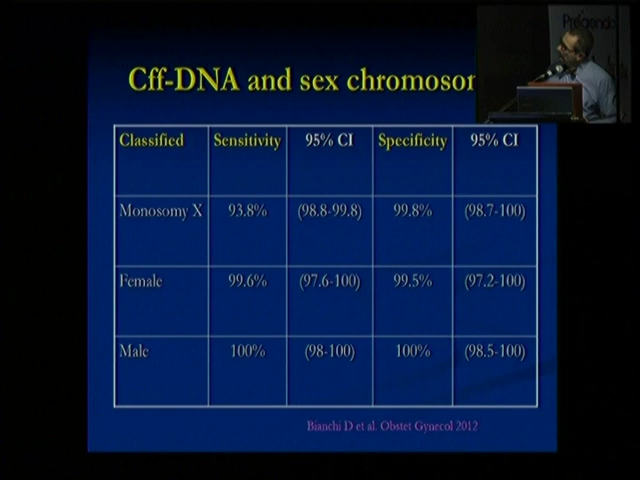 Cff-DNA and sex chromosor
Classified Sensitivity 95% CI Specificity 95% CI
Monosomy X 93.8% (98.8-99.8) 99.8% (98.7-100)
Female 99.6% (97.6-100) 99.5% (97.2-100)
Male 100% (98-100) 100% (98.5-100)
Bianchi D et al. Obstet Gynecol 2012